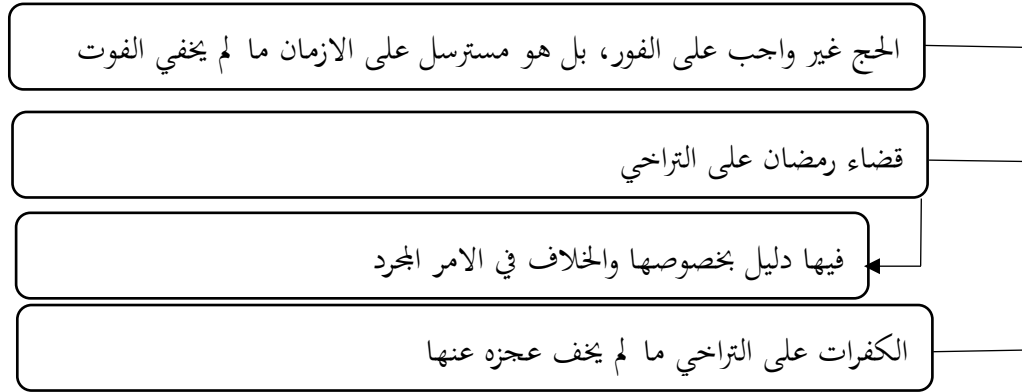 الحج غير واجب على الفور، بل هو مسترسل على الازمان ما لم يخفي الفوت
قضاء رمضان على التراخي
فيها دليل بخصوصها والخلاف في الامر المجرد
الكفرات على التراخي ما لم يخف عجزه عنها